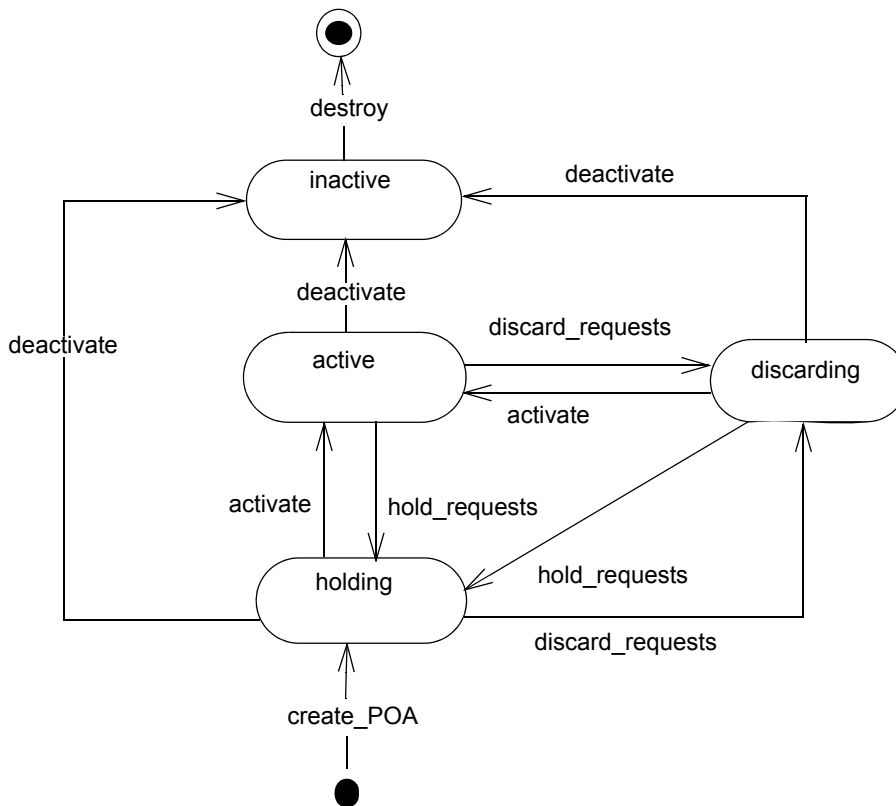 destroy
inactive
deactivate
deactivate
discard_requests
deactivate
active
discarding
activate
activate
hold_requests
holding
hold_requests
discard_requests
create_POA